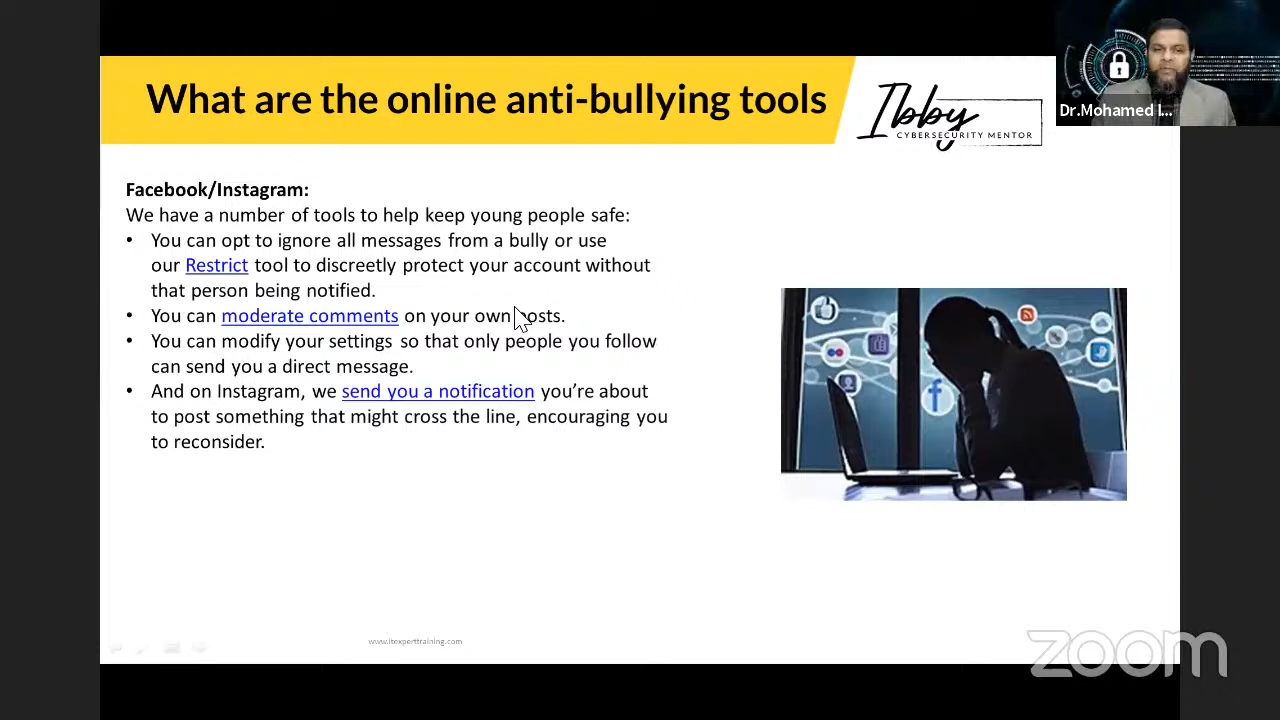 What are the online anti-bullying tools
Ibby
CYBERSECURITY MENTOR
Dr.Mohamed I...
Facebook/Instagram:
We have a number of tools to help keep young people safe:
• You can opt to ignore all messages from a bully or use
our Restrict tool to discreetly protect your account without
that person being notified.
• You can moderate comments on your own posts.
• You can modify your settings so that only people you follow
can send you a direct message.
• And on Instagram, we send you a notification you’re about
to post something that might cross the line, encouraging you
to reconsider.
www.itexperttraining.com
zoom